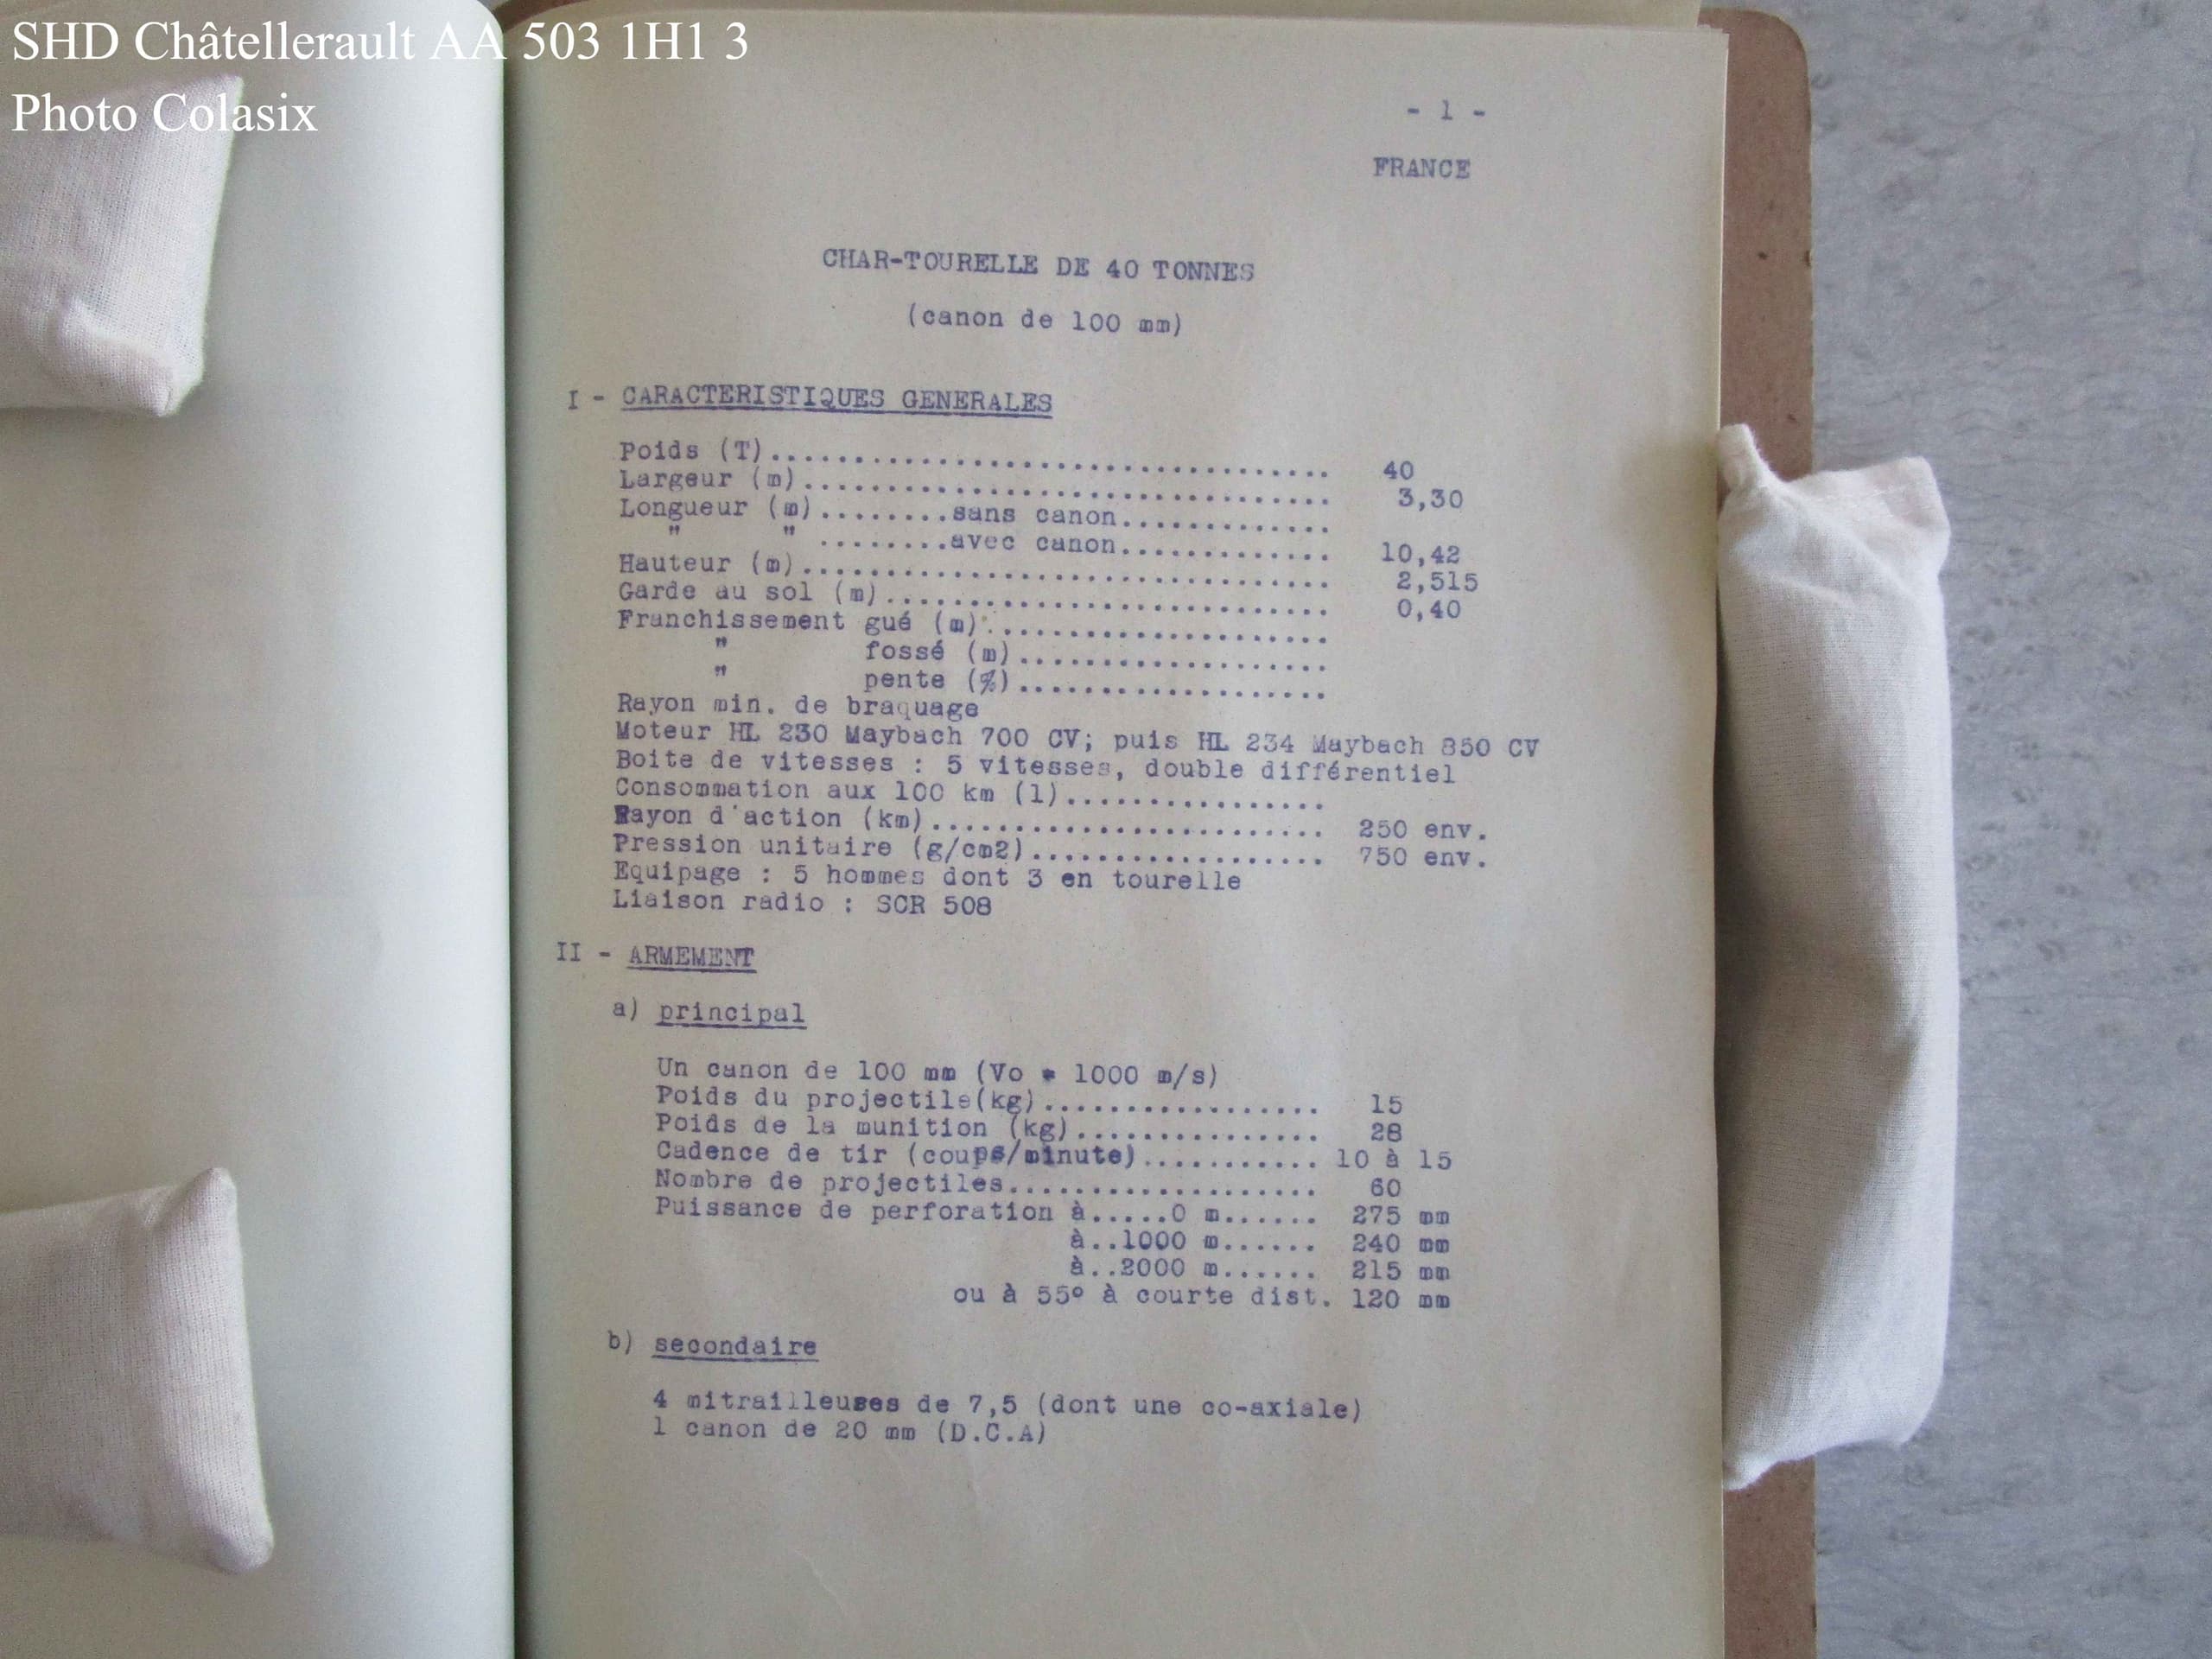 SHD Châtellerault AA 503 1H1 3
Photo Colasix
- 1 -
FRANCE
CHAR-TOURELLE DE 40 TONNES
(canon de 100 mm)
I - CARACTERISTIQUES GENERALES
Poids (T).................................. 40
Largeur (m)................................ 3,30
Longueur (m)........sans canon.............
" " ........avec canon............. 10,42
Hauteur (m)................................ 2,515
Garde au sol (m)........................... 0,40
Franchissement gué (m).....................
" fossé (m)...................
" pente (%)...................
Rayon min. de braquage
Moteur HL 230 Maybach 700 CV; puis HL 234 Maybach 850 CV
Boite de vitesses : 5 vitesses, double différentiel
Consommation aux 100 km (l)................
Rayon d'action (km)........................ 250 env.
Pression unitaire (g/cm2).................. 750 env.
Equipage : 5 hommes dont 3 en tourelle
Liaison radio : SCR 508
II - ARMEMENT
a) principal
Un canon de 100 mm (Vo = 1000 m/s)
Poids du projectile(kg)................. 15
Poids de la munition (kg)............... 28
Cadence de tir (coups/minute)........... 10 à 15
Nombre de projectiles................... 60
Puissance de perforation à.....0 m...... 275 mm
à..1000 m...... 240 mm
à..2000 m...... 215 mm
ou à 55° à courte dist. 120 mm
b) secondaire
4 mitrailleuses de 7,5 (dont une co-axiale)
1 canon de 20 mm (D.C.A)